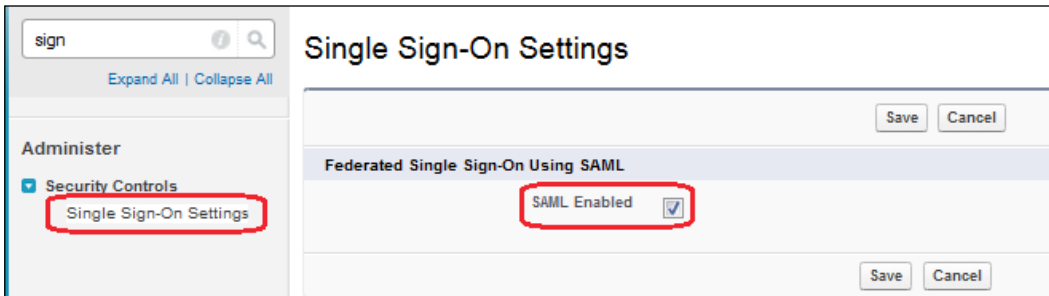 sign
Expand All | Collapse All
Administer
Security Controls
Single Sign-On Settings
Single Sign-On Settings
Save Cancel
Federated Single Sign-On Using SAML
SAML Enabled
Save Cancel